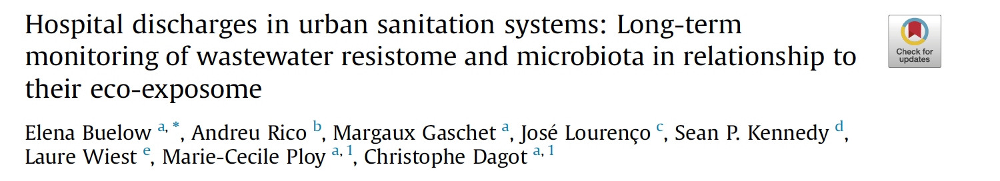 Hospital discharges in urban sanitation systems: Long-term
monitoring of wastewater resistome and microbiota in relationship to
their eco-exposome
Check for
updates
Elena Buelow a, *, Andreu Rico b, Margaux Gaschet a, José Lourenço c, Sean P. Kennedy d,
Laure Wiest e, Marie-Cecile Ploy a, 1, Christophe Dagot a, 1